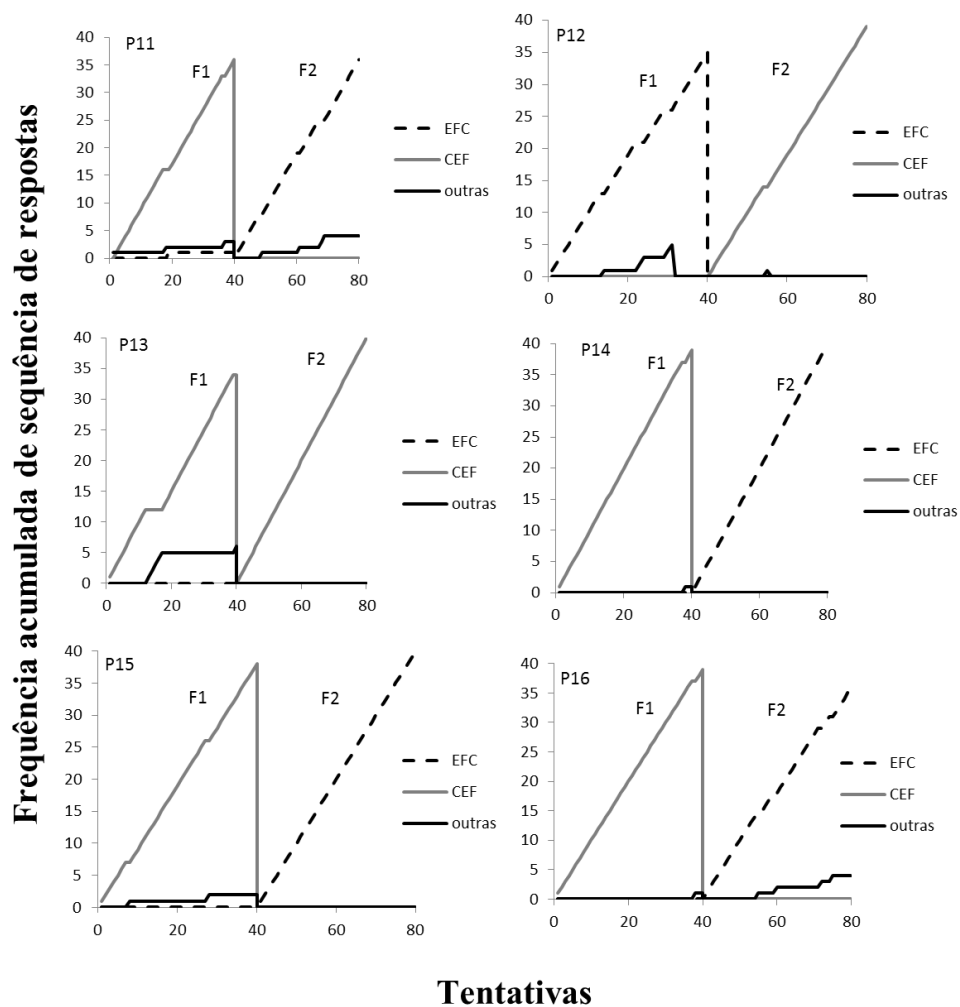 Frequência acumulada de sequência de respostas
P11
F1
F2
40
35
30
25
20
15
10
5
0
0 20 40 60 80
EFC
CEF
outras
P12
F1
F2
40
35
30
25
20
15
10
5
0
0 20 40 60 80
EFC
CEF
outras
P13
F1
F2
40
35
30
25
20
15
10
5
0
0 20 40 60 80
EFC
CEF
outras
P14
F1
F2
40
35
30
25
20
15
10
5
0
0 20 40 60 80
EFC
CEF
outras
P15
F1
F2
40
35
30
25
20
15
10
5
0
0 20 40 60 80
EFC
CEF
outras
P16
F1
F2
40
35
30
25
20
15
10
5
0
0 20 40 60 80
EFC
CEF
outras
Tentativas